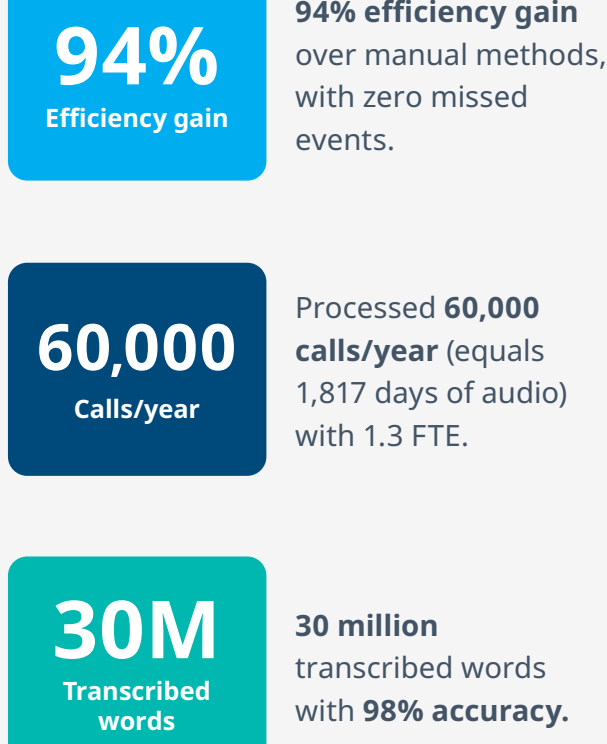 94%
Efficiency gain
94% efficiency gain
over manual methods,
with zero missed
events.
60,000
Calls/year
Processed 60,000
calls/year (equals
1,817 days of audio)
with 1.3 FTE.
30M
Transcribed
words
30 million
transcribed words
with 98% accuracy.